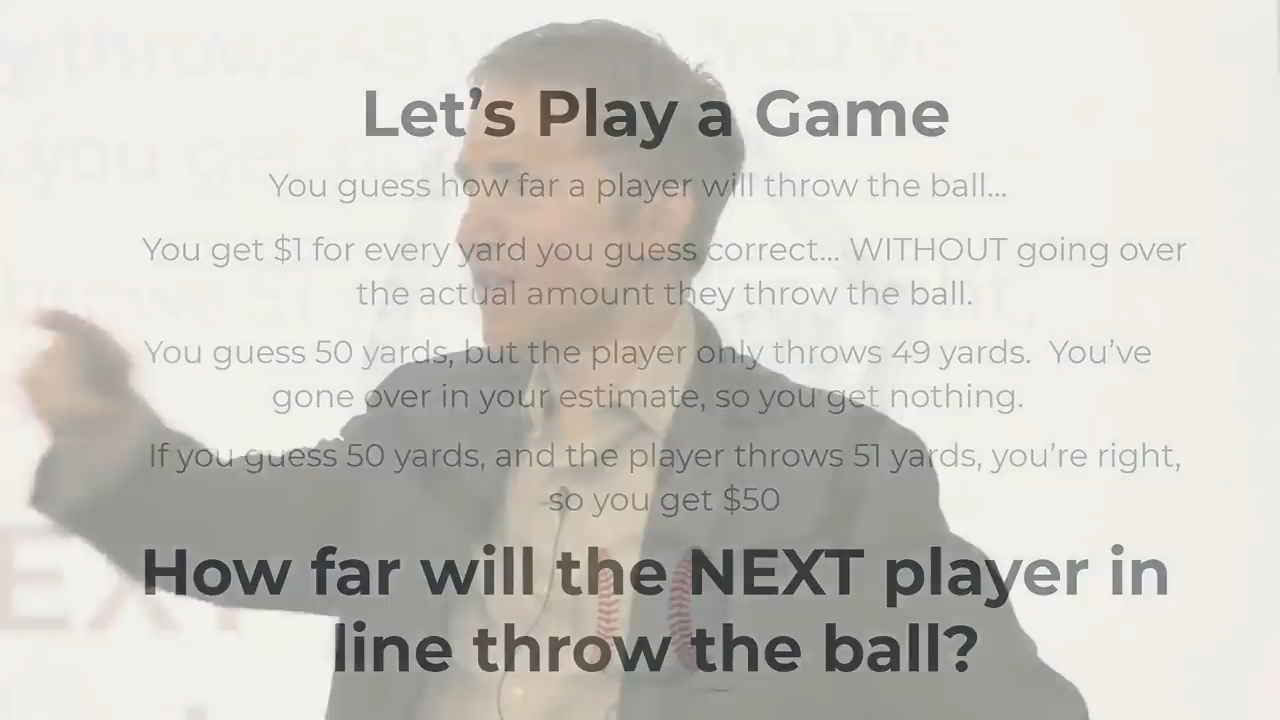 Let’s Play a Game
You guess how far a player will throw the ball...
You get $1 for every yard you guess correct... WITHOUT going over
the actual amount they throw the ball.
You guess 50 yards, but the player only throws 49 yards.  You’ve
gone over in your estimate, so you get nothing.
If you guess 50 yards, and the player throws 51 yards, you’re right,
so you get $50
How far will the NEXT player in
line throw the ball?